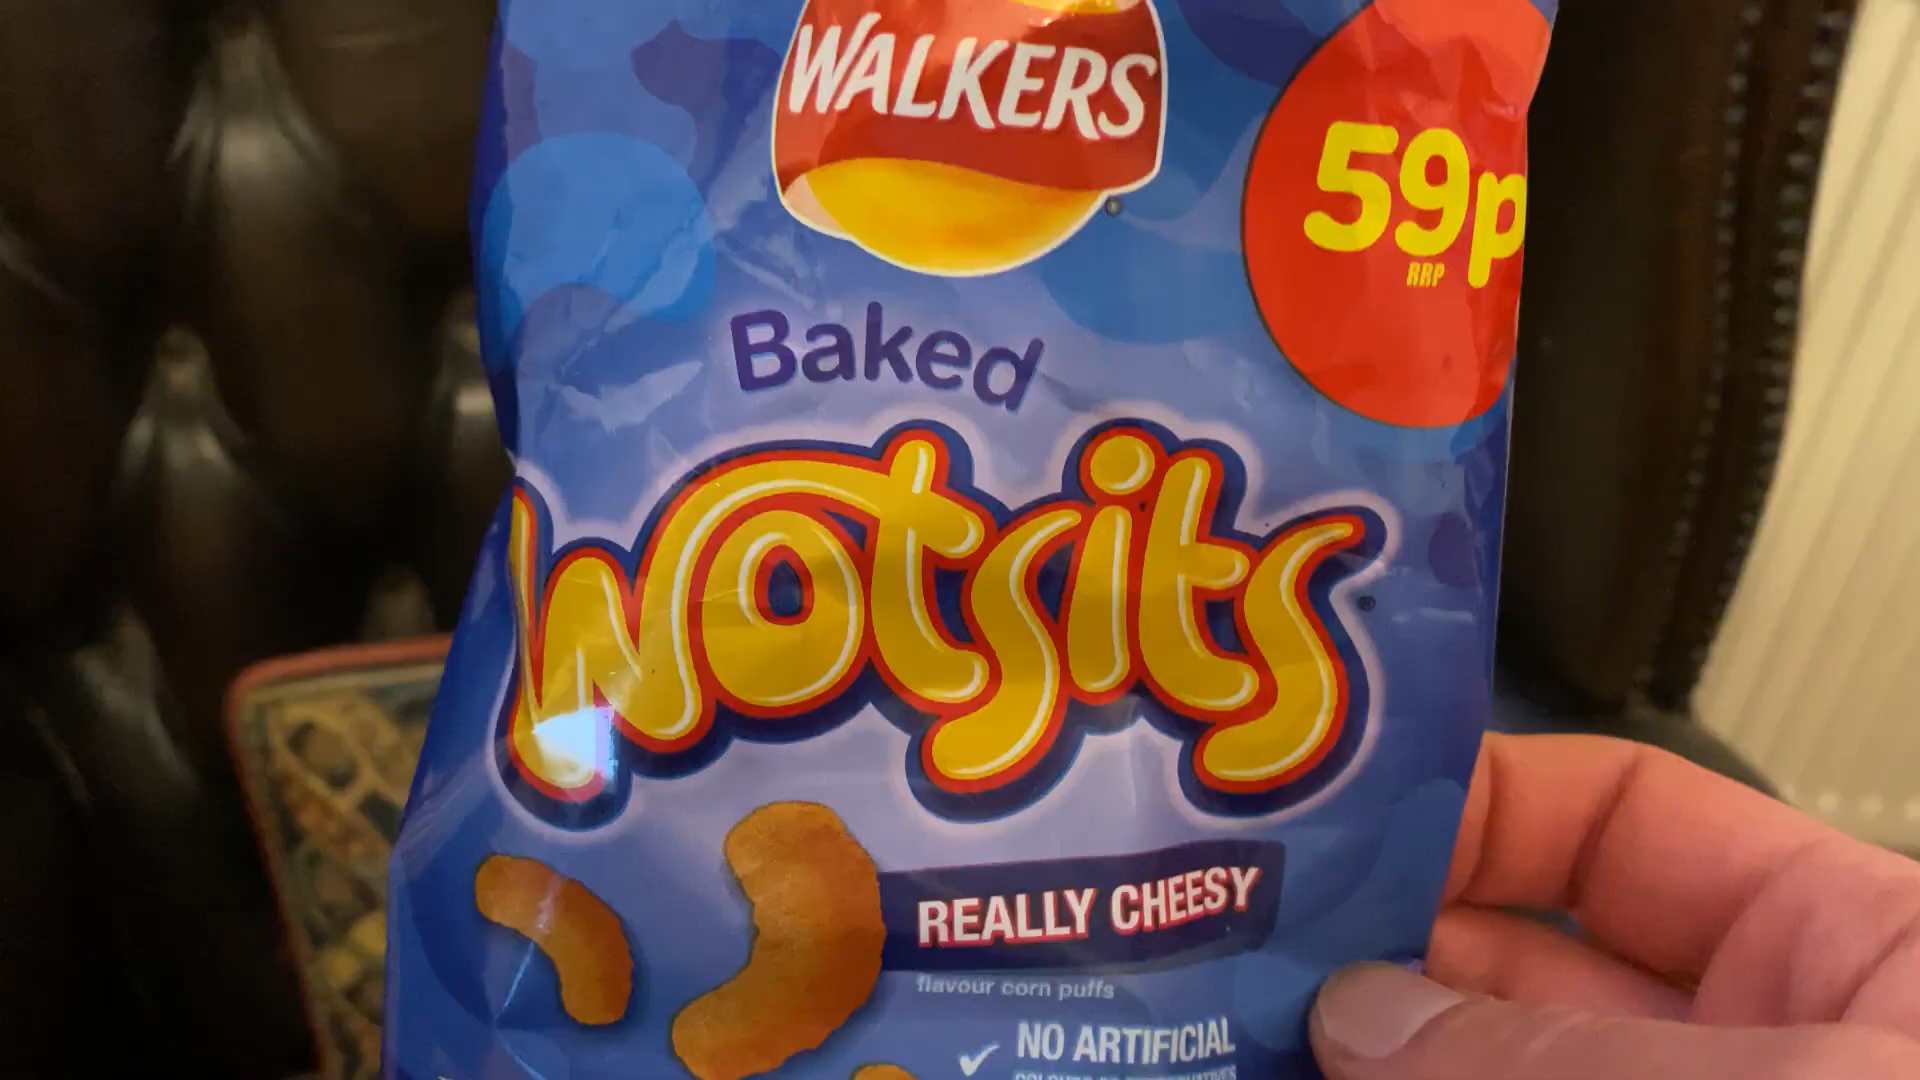 WALKERS
59p
RRP
Baked
wotsits
REALLY CHEESY
flavour corn puffs
NO ARTIFICIAL